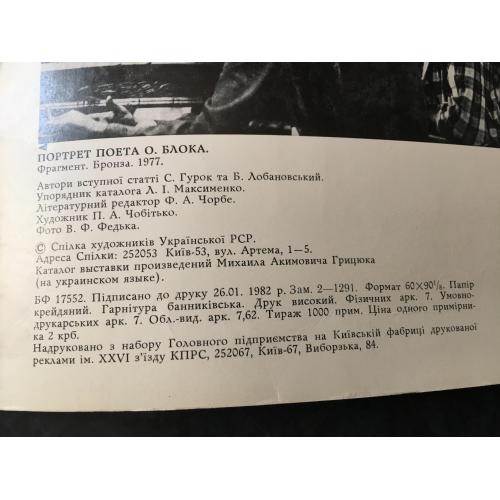 ПОРТРЕТ ПОЕТА О. БЛОКА.
Фрагмент. Бронза. 1977.
Автори вступної статті С. Гурок та Б. Лобановський.
Упорядник каталога Л. І. Максименко.
Літературний редактор Ф. А. Чорбе.
Художник П. А. Чобітько.
Фото В. Ф. Федька.
© Спілка художників Української РСР.
Адреса Спілки: 252053 Київ-53, вул. Артема, 1—5.
Каталог выставки произведений Михаила Акимовича Грицюка
(на украинском языке).
БФ 17552. Підписано до друку 26.01. 1982 р. Зам. 2—1291. Формат 60×90¹/₈. Папір
крейдяний. Гарнітура банниківська. Друк високий. Фізичних арк. 7. Умовно-
друкарських арк. 7. Обл.-вид. арк. 7,62. Тираж 1000 прим. Ціна одного примірни-
ка 2 крб.
Надруковано з набору Головного підприємства на Київській фабриці друкованої
реклами ім. XXVI з’їзду КПРС, 252067, Київ-67, Виборзька, 84.